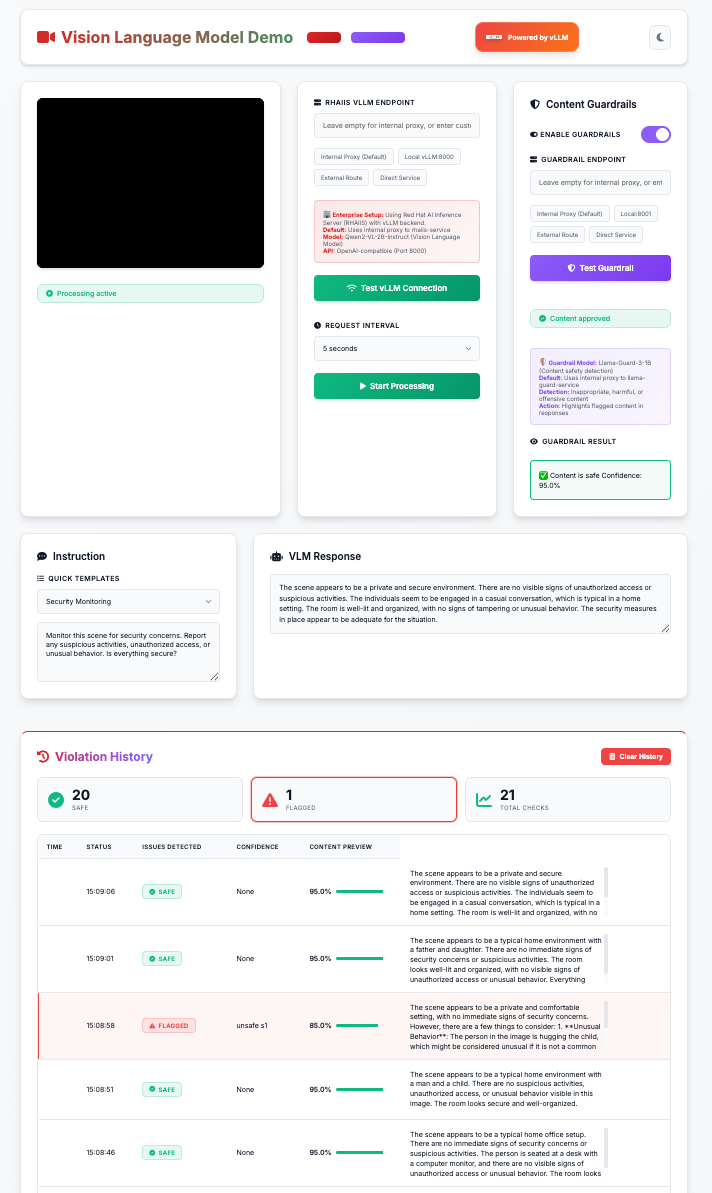 Vision Language Model Demo
Powered by vLLM
Processing active
RHAIIS VLLM ENDPOINT
Leave empty for internal proxy, or enter custo
Internal Proxy (Default)
Local vLLM:8000
External Route
Direct Service
Enterprise Setup: Using Red Hat AI Inference
Server (RHAIIS) with vLLM backend.
Default: Uses internal proxy to rhaiis-service
Model: Qwen2-VL-2B-Instruct (Vision Language
Model)
API: OpenAI-compatible (Port 8000)
Test vLLM Connection
REQUEST INTERVAL
5 seconds
Start Processing
Content Guardrails
ENABLE GUARDRAILS
GUARDRAIL ENDPOINT
Leave empty for internal proxy, or ent
Internal Proxy (Default)
Local:8001
External Route
Direct Service
Test Guardrail
Content approved
Guardrail Model: Llama-Guard-3-1B
(Content safety detection)
Default: Uses internal proxy to llama-
guard-service
Detection: Inappropriate, harmful, or
offensive content
Action: Highlights flagged content in
responses
GUARDRAIL RESULT
✅ Content is safe Confidence:
95.0%
Instruction
QUICK TEMPLATES
Security Monitoring
Monitor this scene for security concerns. Report
any suspicious activities, unauthorized access, or
unusual behavior. Is everything secure?
VLM Response
The scene appears to be a private and secure environment. There are no visible signs of unauthorized access or
suspicious activities. The individuals seem to be engaged in a casual conversation, which is typical in a home
setting. The room is well-lit and organized, with no signs of tampering or unusual behavior. The security measures
in place appear to be adequate for the situation.
Violation History
Clear History
20
SAFE
1
FLAGGED
21
TOTAL CHECKS
TIME STATUS ISSUES DETECTED CONFIDENCE CONTENT PREVIEW
15:09:06 SAFE None 95.0%
The scene appears to be a private and secure
environment. There are no visible signs of unauthorized
access or suspicious activities. The individuals seem to
be engaged in a casual conversation, which is typical in a
home setting. The room is well-lit and organized, with no
15:09:01 SAFE None 95.0%
The scene appears to be a typical home environment with
a father and daughter. There are no immediate signs of
security concerns or suspicious activities. The room
looks well-lit and organized, with no visible signs of
unauthorized access or unusual behavior. Everything
15:08:58 FLAGGED unsafe s1 85.0%
The scene appears to be a private and comfortable
setting, with no immediate signs of security concerns.
However, there are a few things to consider: 1. **Unusual
Behavior**: The person in the image is hugging the child,
which might be considered unusual if it is not a common
15:08:51 SAFE None 95.0%
The scene appears to be a typical home environment with
a man and a child. There are no suspicious activities,
unauthorized access, or unusual behavior visible in this
image. The room looks secure and well-organized.
15:08:46 SAFE None 95.0%
The scene appears to be a typical home office setup.
There are no immediate signs of security concerns or
suspicious activities. The person is seated at a desk with
a computer monitor, and there are no visible signs of
unauthorized access or unusual behavior. The room looks